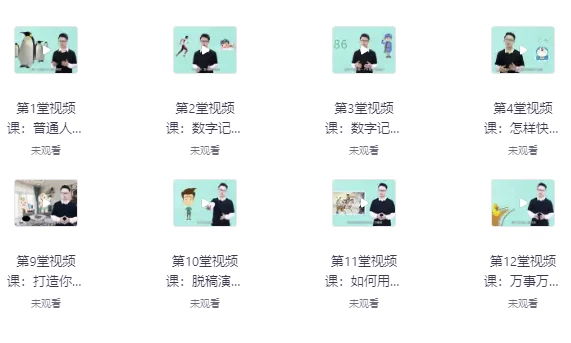 86
第1堂视频
课：普通人...
未观看
第2堂视频
课：数字记...
未观看
第3堂视频
课：数字记...
未观看
第4堂视频
课：怎样快...
未观看
第9堂视频
课：打造你...
未观看
第10堂视频
课：脱稿演...
未观看
第11堂视频
课：如何用...
未观看
第12堂视频
课：万事万...
未观看